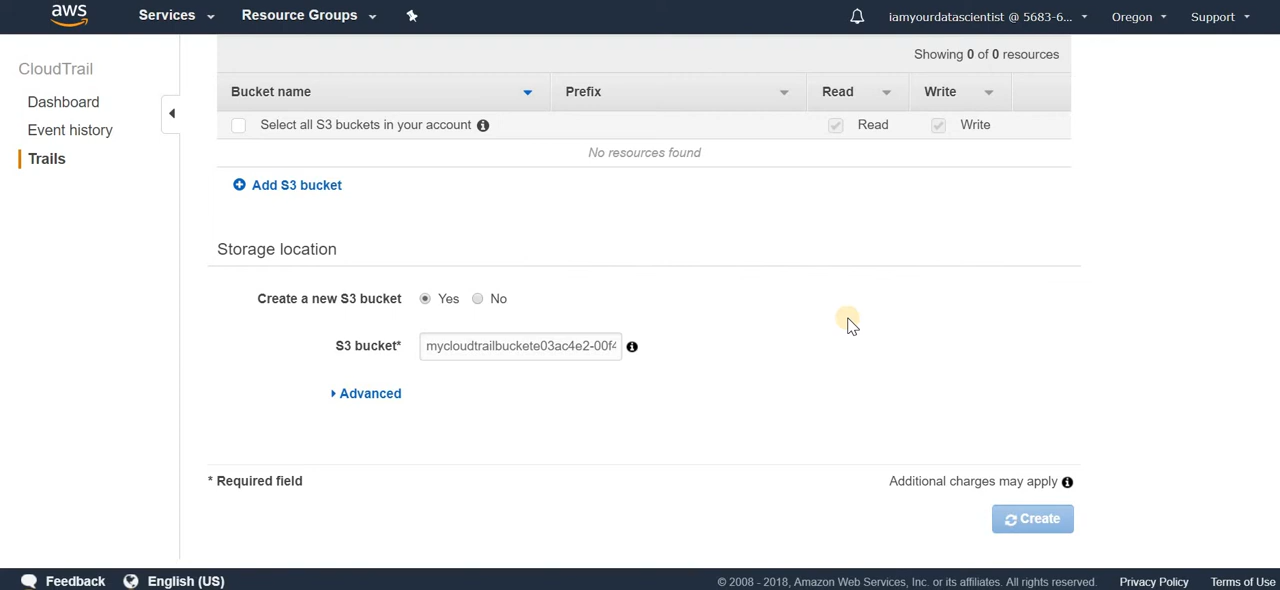 aws Services Resource Groups iamyourdatascientist @ 5683-6... Oregon Support
CloudTrail
Dashboard
Event history
Trails
Showing 0 of 0 resources
Bucket name Prefix Read Write
Select all S3 buckets in your account Read Write
No resources found
Add S3 bucket
Storage location
Create a new S3 bucket Yes No
S3 bucket* mycloudtrailbuckete03ac4e2-00f4
Advanced
* Required field Additional charges may apply
Create
Feedback English (US) © 2008 - 2018, Amazon Web Services, Inc. or its affiliates. All rights reserved. Privacy Policy Terms of Use